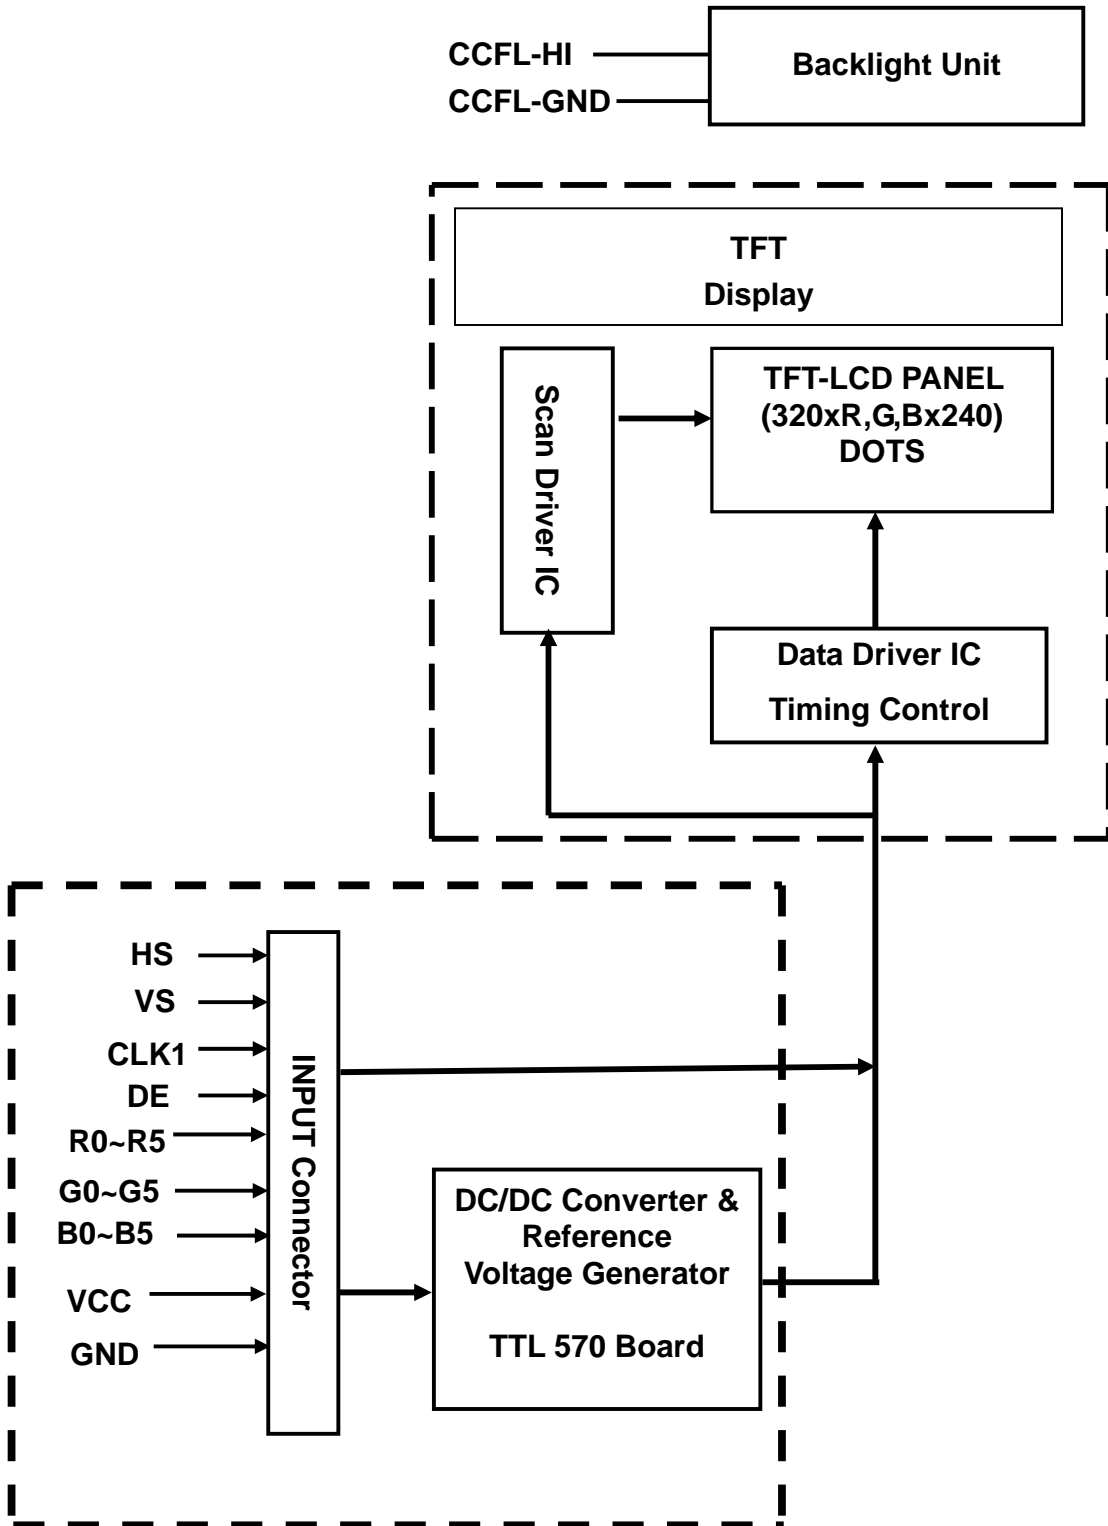 CCFL-HI
CCFL-GND
Backlight Unit
TFT
Display
Scan Driver IC
TFT-LCD PANEL
(320xR,G,Bx240)
DOTS
Data Driver IC
Timing Control
HS
VS
CLK1
DE
R0~R5
G0~G5
B0~B5
VCC
GND
INPUT Connector
DC/DC Converter &
Reference
Voltage Generator
TTL 570 Board